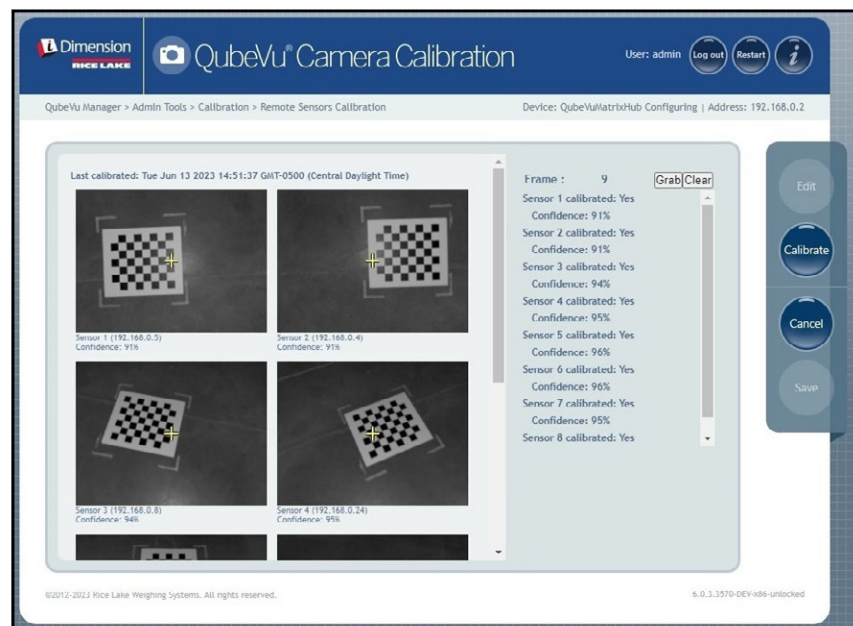 iDimension
RICE LAKE
QubeVu® Camera Calibration
User: admin
Log out
Restart
i
QubeVu Manager > Admin Tools > Calibration > Remote Sensors Calibration
Device: QubeVuMatrixHub Configuring | Address: 192.168.0.2
Last calibrated: Tue Jun 13 2023 14:51:37 GMT-0500 (Central Daylight Time)
Sensor 1 (192.168.0.5)
Confidence: 91%
Sensor 2 (192.168.0.4)
Confidence: 91%
Sensor 3 (192.168.0.8)
Confidence: 94%
Sensor 4 (192.168.0.24)
Confidence: 95%
Frame : 9
Grab Clear
Sensor 1 calibrated: Yes
Confidence: 91%
Sensor 2 calibrated: Yes
Confidence: 91%
Sensor 3 calibrated: Yes
Confidence: 94%
Sensor 4 calibrated: Yes
Confidence: 95%
Sensor 5 calibrated: Yes
Confidence: 96%
Sensor 6 calibrated: Yes
Confidence: 96%
Sensor 7 calibrated: Yes
Confidence: 95%
Sensor 8 calibrated: Yes
Edit
Calibrate
Cancel
Save
©2012-2023 Rice Lake Weighing Systems. All rights reserved.
6.0.3.3570-DEV-x86-unlocked